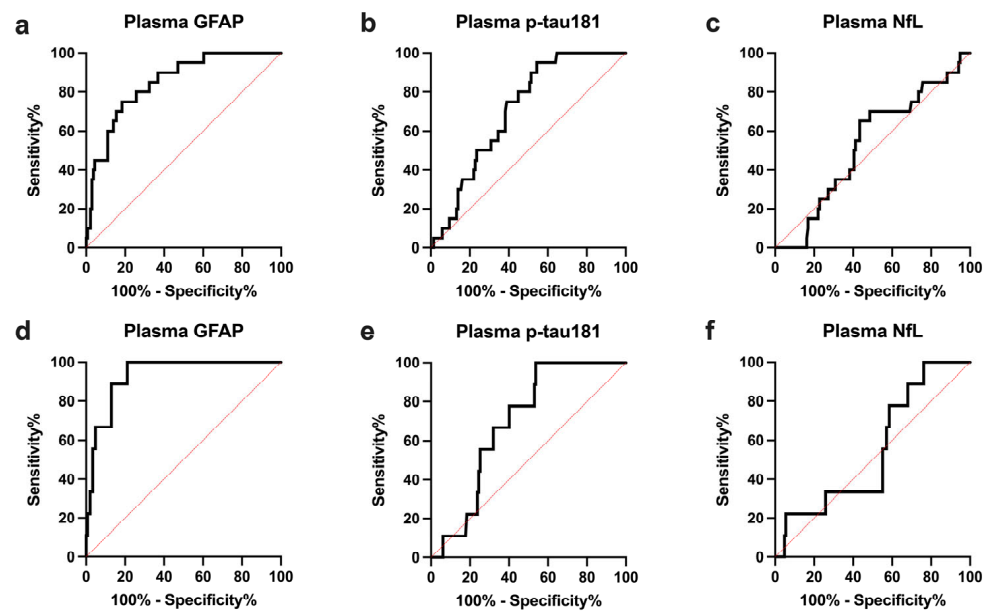 a
Plasma GFAP
100
80
60
40
20
0
0 20 40 60 80 100
Sensitivity%
100% - Specificity%
b
Plasma p-tau181
100
80
60
40
20
0
0 20 40 60 80 100
Sensitivity%
100% - Specificity%
c
Plasma NfL
100
80
60
40
20
0
0 20 40 60 80 100
Sensitivity%
100% - Specificity%
d
Plasma GFAP
100
80
60
40
20
0
0 20 40 60 80 100
Sensitivity%
100% - Specificity%
e
Plasma p-tau181
100
80
60
40
20
0
0 20 40 60 80 100
Sensitivity%
100% - Specificity%
f
Plasma NfL
100
80
60
40
20
0
0 20 40 60 80 100
Sensitivity%
100% - Specificity%